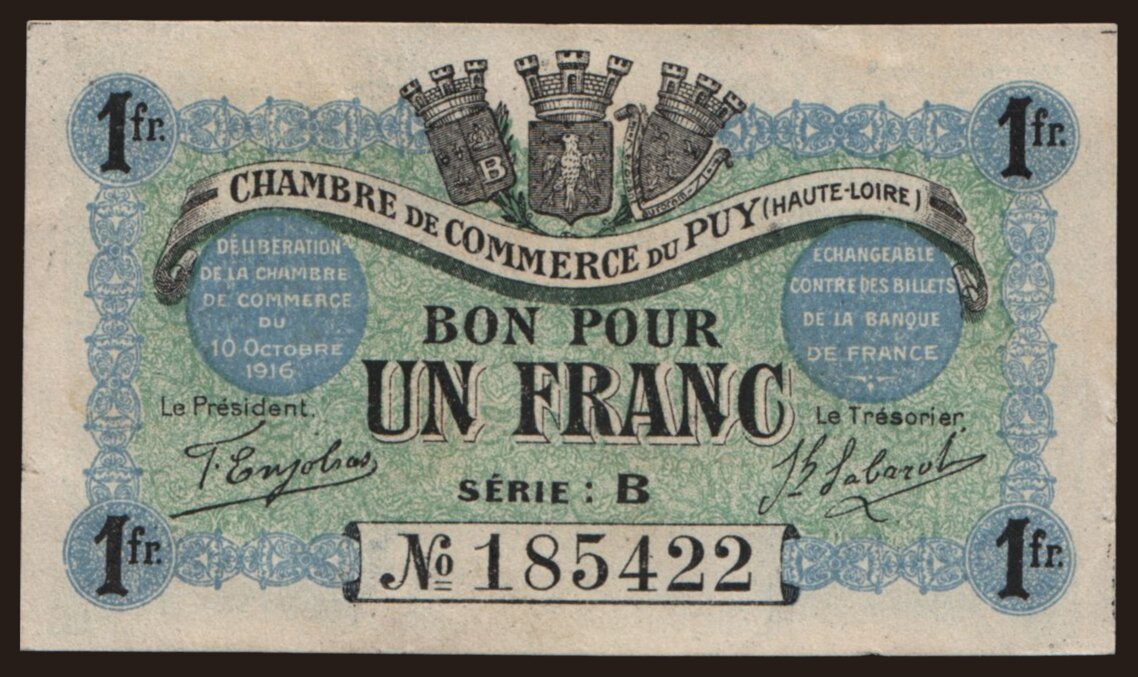 1fr.
1fr.
B
CHAMBRE DE COMMERCE DU PUY (HAUTE-LOIRE)
DÉLIBÉRATION
DE LA CHAMBRE
DE COMMERCE
DU
10 OCTOBRE
1916
ECHANGEABLE
CONTRE DES BILLETS
DE LA BANQUE
DE FRANCE
BON POUR
UN FRANC
Le Président.
Le Trésorier.
SÉRIE : B
1fr.
1fr.
No 185422